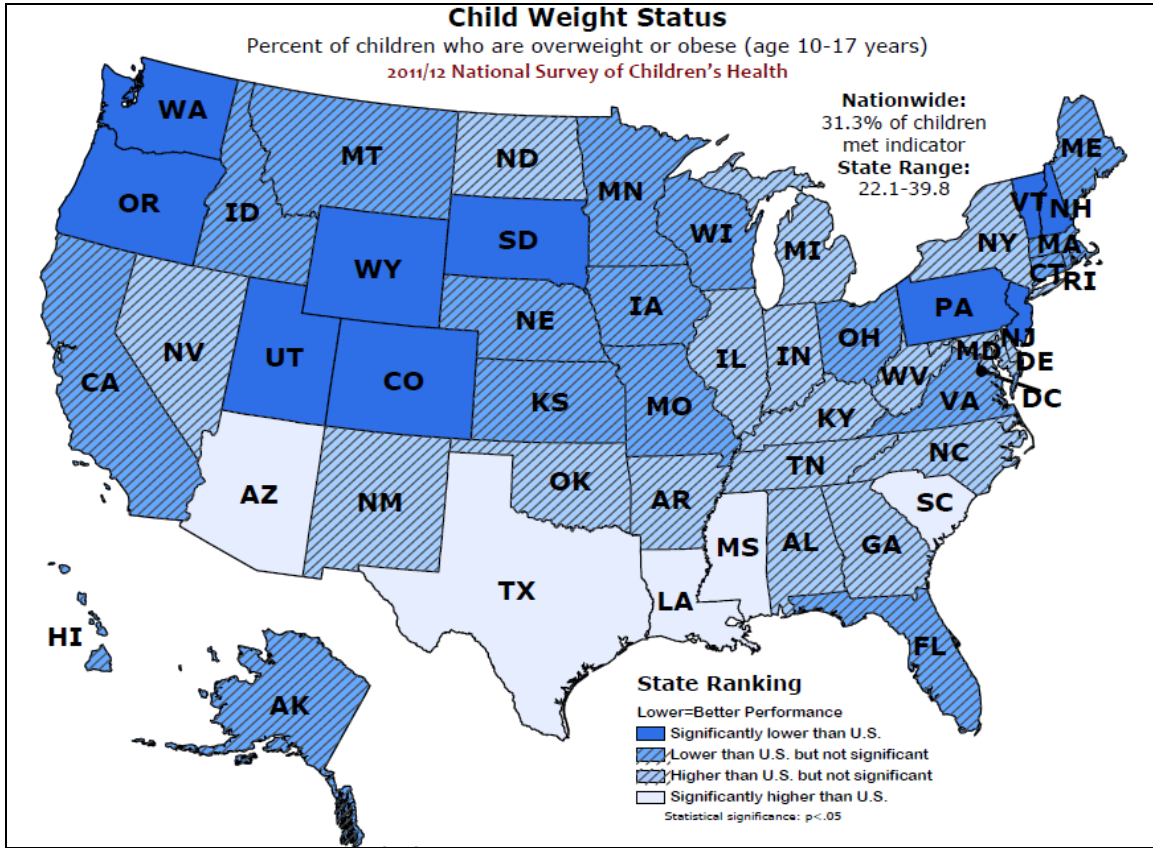 Child Weight Status
Percent of children who are overweight or obese (age 10-17 years)
2011/12 National Survey of Children's Health
Nationwide:
31.3% of children
met indicator
State Range:
22.1-39.8
WA
MT
ND
MN
ME
OR
ID
WY
SD
WI
MI
NY
VT
NH
MA
CT
RI
NV
UT
CO
NE
IA
IL
IN
OH
PA
NJ
CA
KS
MO
KY
WV
MD
DE
DC
VA
AZ
NM
OK
AR
TN
NC
TX
LA
MS
AL
GA
SC
HI
AK
FL
State Ranking
Lower=Better Performance
Significantly lower than U.S.
Lower than U.S. but not significant
Higher than U.S. but not significant
Significantly higher than U.S.
Statistical significance: p<.05